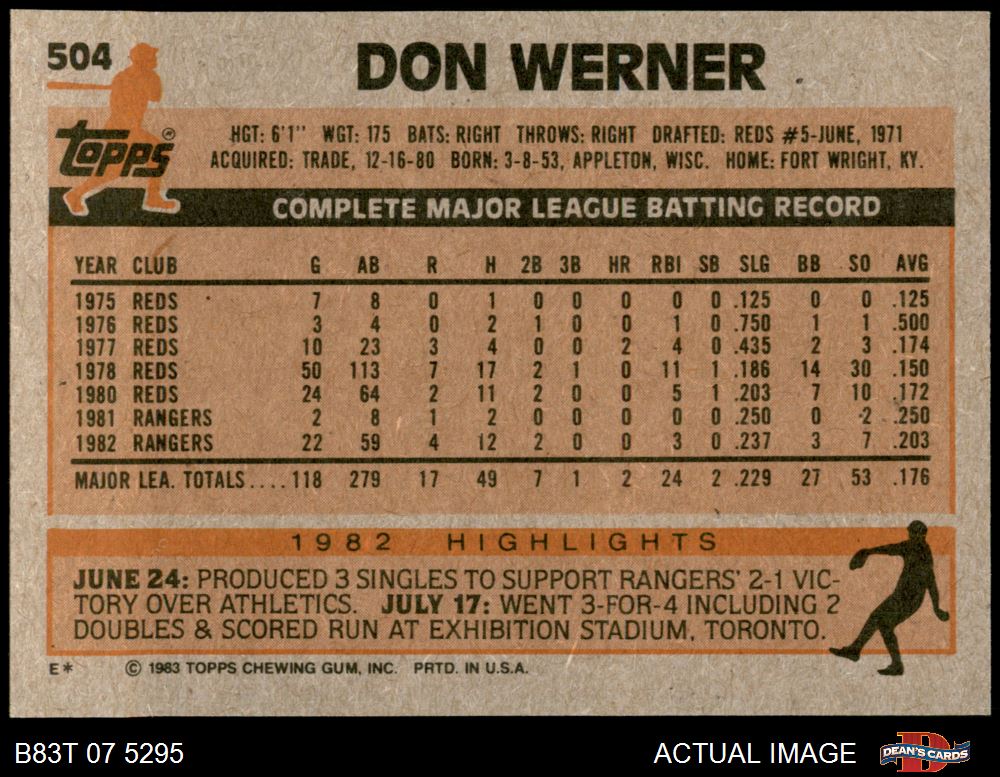 504 DON WERNER
Topps®
HGT: 6'1" WGT: 175 BATS: RIGHT THROWS: RIGHT DRAFTED: REDS #5-JUNE, 1971
ACQUIRED: TRADE, 12-16-80 BORN: 3-8-53, APPLETON, WISC. HOME: FORT WRIGHT, KY.
COMPLETE MAJOR LEAGUE BATTING RECORD
YEAR CLUB G AB R H 2B 3B HR RBI SB SLG BB SO AVG
1975 REDS 7 8 0 1 0 0 0 0 0 .125 0 0 .125
1976 REDS 3 4 0 2 1 0 0 1 0 .750 1 1 .500
1977 REDS 10 23 3 4 0 0 2 4 0 .435 2 3 .174
1978 REDS 50 113 7 17 2 1 0 11 1 .186 14 30 .150
1980 REDS 24 64 2 11 2 0 0 5 1 .203 7 10 .172
1981 RANGERS 2 8 1 2 0 0 0 0 0 .250 0 2 .250
1982 RANGERS 22 59 4 12 2 0 0 3 0 .237 3 7 .203
MAJOR LEA. TOTALS....118 279 17 49 7 1 2 24 2 .229 27 53 .176
1982 HIGHLIGHTS
JUNE 24: PRODUCED 3 SINGLES TO SUPPORT RANGERS' 2-1 VIC-
TORY OVER ATHLETICS. JULY 17: WENT 3-FOR-4 INCLUDING 2
DOUBLES & SCORED RUN AT EXHIBITION STADIUM, TORONTO.
E* © 1983 TOPPS CHEWING GUM, INC. PRTD. IN U.S.A.
B83T 07 5295 ACTUAL IMAGE DEAN'S CARDS